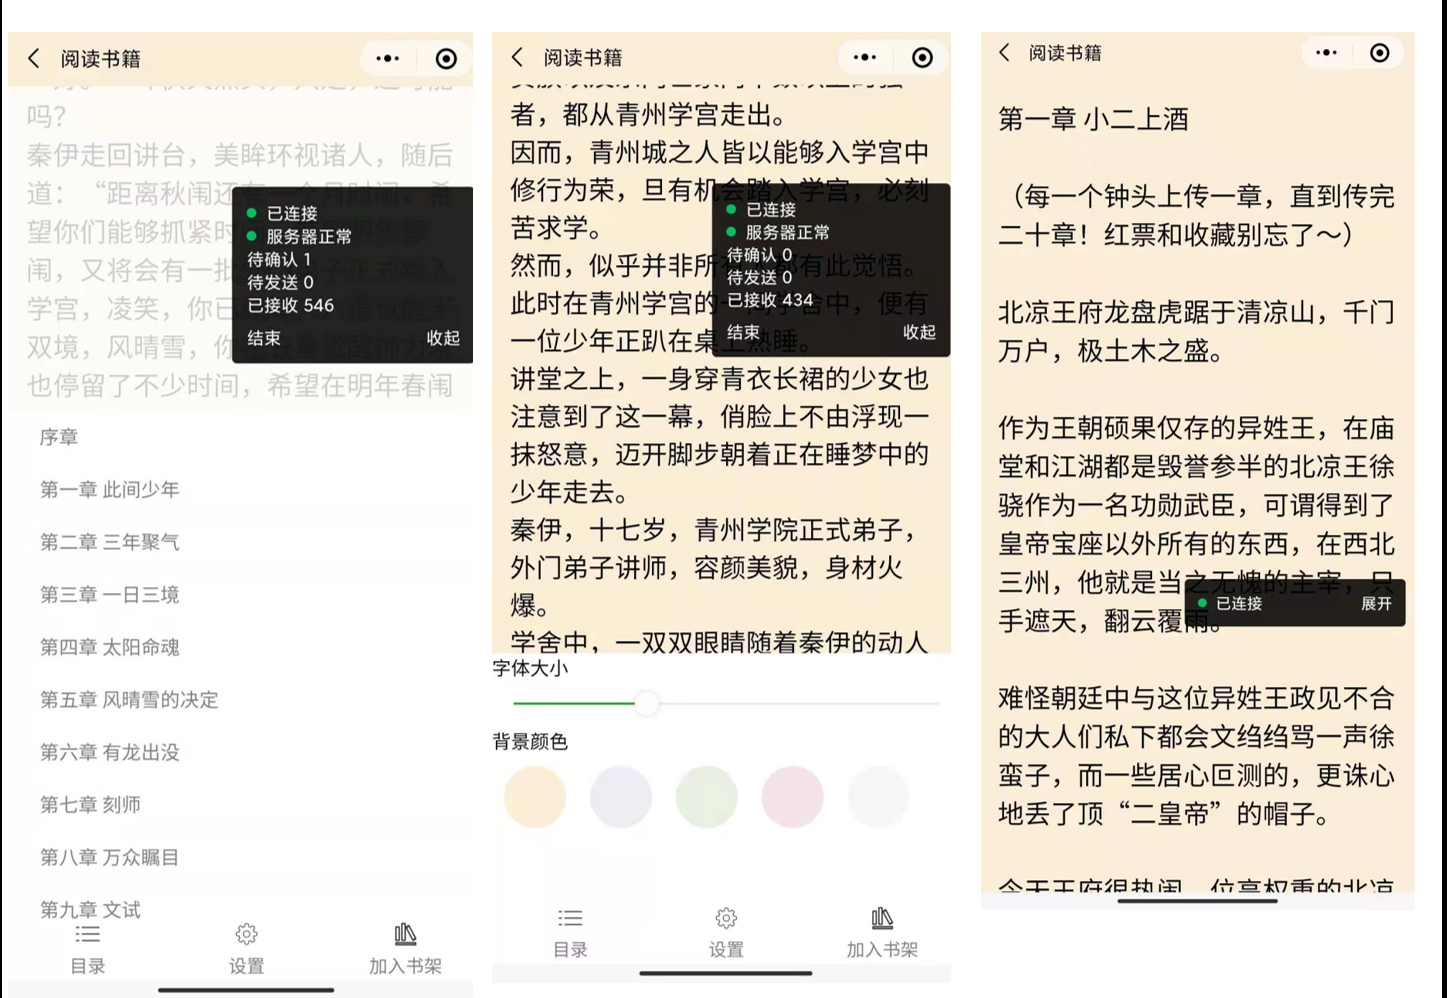 阅读书籍
吗？
秦伊走回讲台，美眸环视诸人，随后
道：“距离秋闱还有一个月时间，希
望你们能够抓紧时
闱，又将会有一批
学宫，凌笑，你已
双境，风晴雪，你
也停留了不少时间，希望在明年春闱
已连接
服务器正常
待确认 1
待发送 0
已接收 546
结束
收起
序章
第一章 此间少年
第二章 三年聚气
第三章 一日三境
第四章 太阳命魂
第五章 风晴雪的决定
第六章 有龙出没
第七章 刻师
第八章 万众瞩目
第九章 文试
目录
设置
加入书架
阅读书籍
者，都从青州学宫走出。
因而，青州城之人皆以能够入学宫中
修行为荣，旦有机会踏入学宫，必刻
苦求学。
然而，似乎并非所有人都有此觉悟。
此时在青州学宫的一间学舍中，便有
一位少年正趴在桌上熟睡。
讲堂之上，一身穿青衣长裙的少女也
注意到了这一幕，俏脸上不由浮现一
抹怒意，迈开脚步朝着正在睡梦中的
少年走去。
秦伊，十七岁，青州学院正式弟子，
外门弟子讲师，容颜美貌，身材火
爆。
学舍中，一双双眼睛随着秦伊的动人
已连接
服务器正常
待确认 0
待发送 0
已接收 434
结束
收起
字体大小
背景颜色
目录
设置
加入书架
阅读书籍
第一章 小二上酒
（每一个钟头上传一章，直到传完
二十章！红票和收藏别忘了～）
北凉王府龙盘虎踞于清凉山，千门
万户，极土木之盛。
作为王朝硕果仅存的异姓王，在庙
堂和江湖都是毁誉参半的北凉王徐
骁作为一名功勋武臣，可谓得到了
皇帝宝座以外所有的东西，在西北
三州，他就是当之无愧的主宰，只
手遮天，翻云覆雨。
已连接
展开
难怪朝廷中与这位异姓王政见不合
的大人们私下都会文绉绉骂一声徐
蛮子，而一些居心叵测的，更诛心
地丢了顶“二皇帝”的帽子。
今天王府很热闹，位高权重的北凉